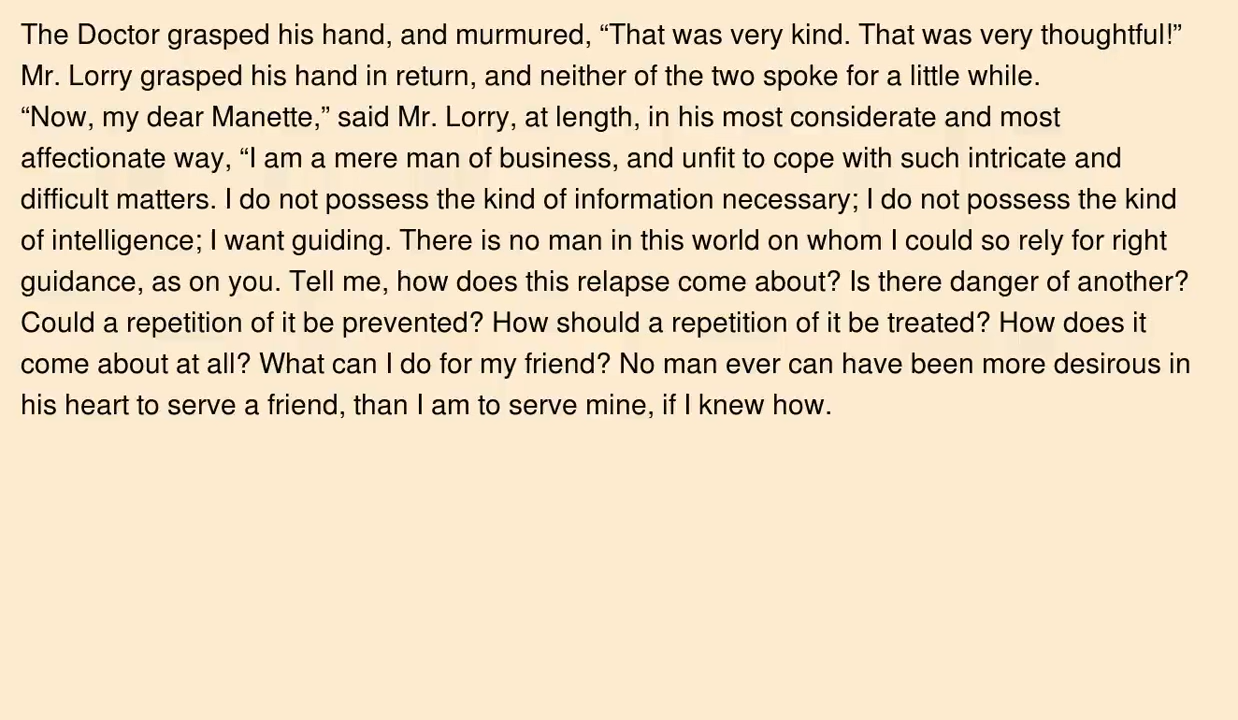 The Doctor grasped his hand, and murmured, “That was very kind. That was very thoughtful!”
Mr. Lorry grasped his hand in return, and neither of the two spoke for a little while.
“Now, my dear Manette,” said Mr. Lorry, at length, in his most considerate and most
affectionate way, “I am a mere man of business, and unfit to cope with such intricate and
difficult matters. I do not possess the kind of information necessary; I do not possess the kind
of intelligence; I want guiding. There is no man in this world on whom I could so rely for right
guidance, as on you. Tell me, how does this relapse come about? Is there danger of another?
Could a repetition of it be prevented? How should a repetition of it be treated? How does it
come about at all? What can I do for my friend? No man ever can have been more desirous in
his heart to serve a friend, than I am to serve mine, if I knew how.